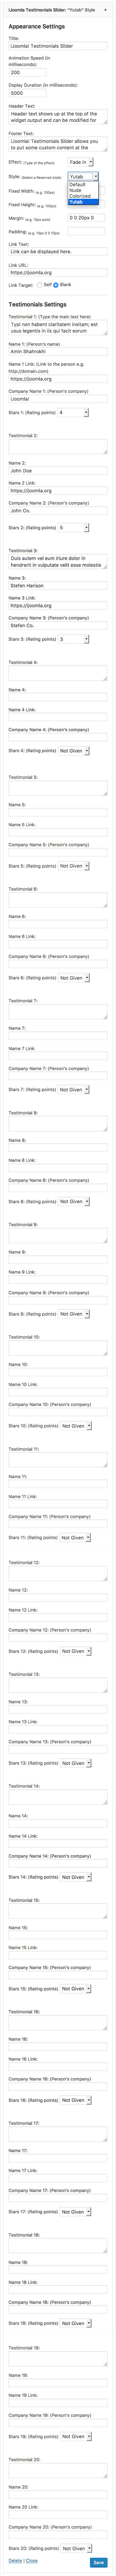 iJoomla Testimonials Slider: "Yutab" Style
Appearance Settings
Title:
iJoomla! Testimonials Slider
Animation Speed (in
milliseconds):
200
Display Duration (in milliseconds):
5000
Header Text:
Header text shows up at the top of the
widget output and can be modified for
Footer Text:
Testimonials Slider allows you
to put some custom content at the
Effect: (Type of the effect)
Fade In
Style: (Select a Reserved style)
Yutab
Default
Nude
Colorized
Yutab
Fixed Width: (e.g. 100px)
Fixed Height: (e.g. 100px)
Margin: (e.g. 10px auto)
0 0 20px 0
Padding: (e.g. 10px 0 0 10px)
Link Text:
Link can be displayed here.
Link URL:
https://ijoomla.org
Link Target: Self Blank
Testimonials Settings
Testimonial 1: (Type the main text here)
Typi non habent claritatem insitam; est
usus legentis in iis qui facit eorum
Name 1: (Person's name)
Amin Shahrokhi
Name 1 Link: (Link to the person e.g.
http://domain.com)
https://ijoomla.org
Company Name 1: (Person's company)
iJoomla!
Stars 1: (Rating points) 4
Testimonial 2:
Name 2:
John Doe
Name 2 Link:
https://ijoomla.org
Company Name 2: (Person's company)
John Co.
Stars 2: (Rating points) 5
Testimonial 3:
Duis autem vel eum iriure dolor in
hendrerit in vulputate velit esse molestie
Name 3:
Stefen Harison
Name 3 Link:
https://ijoomla.org
Company Name 3: (Person's company)
Stefen Co.
Stars 3: (Rating points) 3
Testimonial 4:
Name 4:
Name 4 Link:
Company Name 4: (Person's company)
Stars 4: (Rating points) Not Given
Testimonial 5:
Name 5:
Name 5 Link:
Company Name 5: (Person's company)
Stars 5: (Rating points) Not Given
Testimonial 6:
Name 6:
Name 6 Link:
Company Name 6: (Person's company)
Stars 6: (Rating points) Not Given
Testimonial 7:
Name 7:
Name 7 Link:
Company Name 7: (Person's company)
Stars 7: (Rating points) Not Given
Testimonial 8:
Name 8:
Name 8 Link:
Company Name 8: (Person's company)
Stars 8: (Rating points) Not Given
Testimonial 9:
Name 9:
Name 9 Link:
Company Name 9: (Person's company)
Stars 9: (Rating points) Not Given
Testimonial 10:
Name 10:
Name 10 Link:
Company Name 10: (Person's company)
Stars 10: (Rating points) Not Given
Testimonial 11:
Name 11:
Name 11 Link:
Company Name 11: (Person's company)
Stars 11: (Rating points) Not Given
Testimonial 12:
Name 12:
Name 12 Link:
Company Name 12: (Person's company)
Stars 12: (Rating points) Not Given
Testimonial 13:
Name 13:
Name 13 Link:
Company Name 13: (Person's company)
Stars 13: (Rating points) Not Given
Testimonial 14:
Name 14:
Name 14 Link:
Company Name 14: (Person's company)
Stars 14: (Rating points) Not Given
Testimonial 15:
Name 15:
Name 15 Link:
Company Name 15: (Person's company)
Stars 15: (Rating points) Not Given
Testimonial 16:
Name 16:
Name 16 Link:
Company Name 16: (Person's company)
Stars 16: (Rating points) Not Given
Testimonial 17:
Name 17:
Name 17 Link:
Company Name 17: (Person's company)
Stars 17: (Rating points) Not Given
Testimonial 18:
Name 18:
Name 18 Link:
Company Name 18: (Person's company)
Stars 18: (Rating points) Not Given
Testimonial 19:
Name 19:
Name 19 Link:
Company Name 19: (Person's company)
Stars 19: (Rating points) Not Given
Testimonial 20:
Name 20:
Name 20 Link:
Company Name 20: (Person's company)
Stars 20: (Rating points) Not Given
Delete | Close
Save